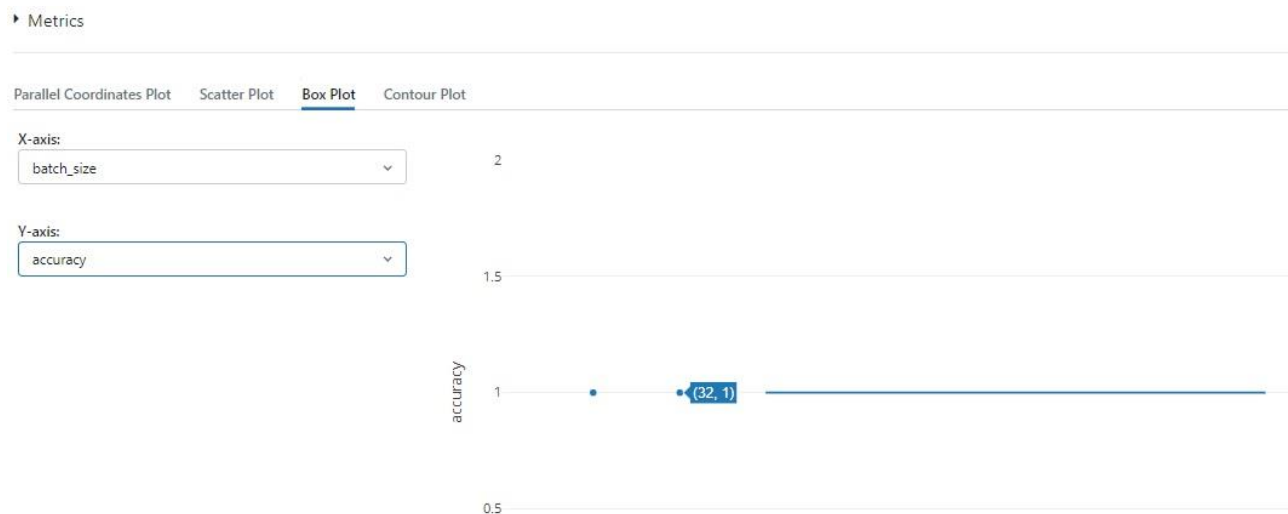 Metrics
Parallel Coordinates Plot Scatter Plot Box Plot Contour Plot
X-axis:
batch_size
Y-axis:
accuracy
2
1.5
1
0.5
accuracy
(32, 1)